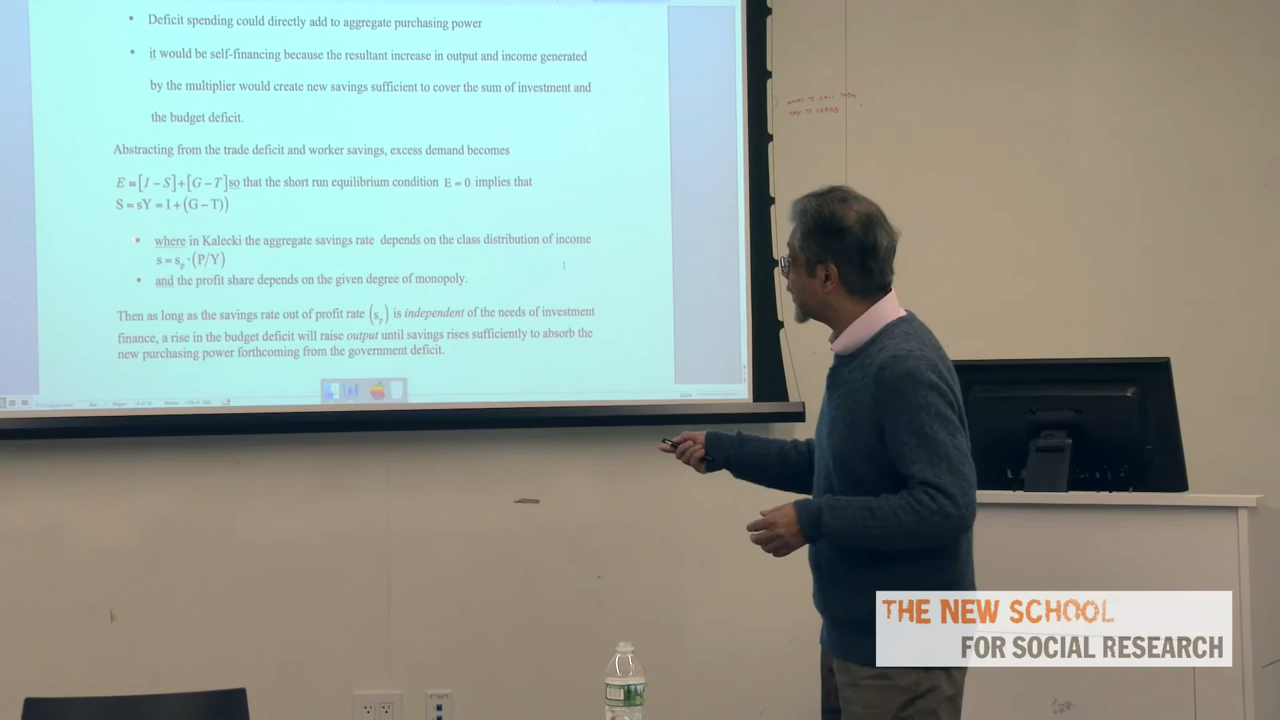 • Deficit spending could directly add to aggregate purchasing power
• it would be self-financing because the resultant increase in output and income generated
by the multiplier would create new savings sufficient to cover the sum of investment and
the budget deficit.
Abstracting from the trade deficit and worker savings, excess demand becomes
E = [I − S] + [G − T] so that the short run equilibrium condition E = 0 implies that
S = sY = I + (G − T))
• where in Kalecki the aggregate savings rate depends on the class distribution of income
s = sₚ · (P/Y)
• and the profit share depends on the given degree of monopoly.
Then as long as the savings rate out of profit rate (sₚ) is independent of the needs of investment
finance, a rise in the budget deficit will raise output until savings rises sufficiently to absorb the
new purchasing power forthcoming from the government deficit.
THE NEW SCHOOL
FOR SOCIAL RESEARCH